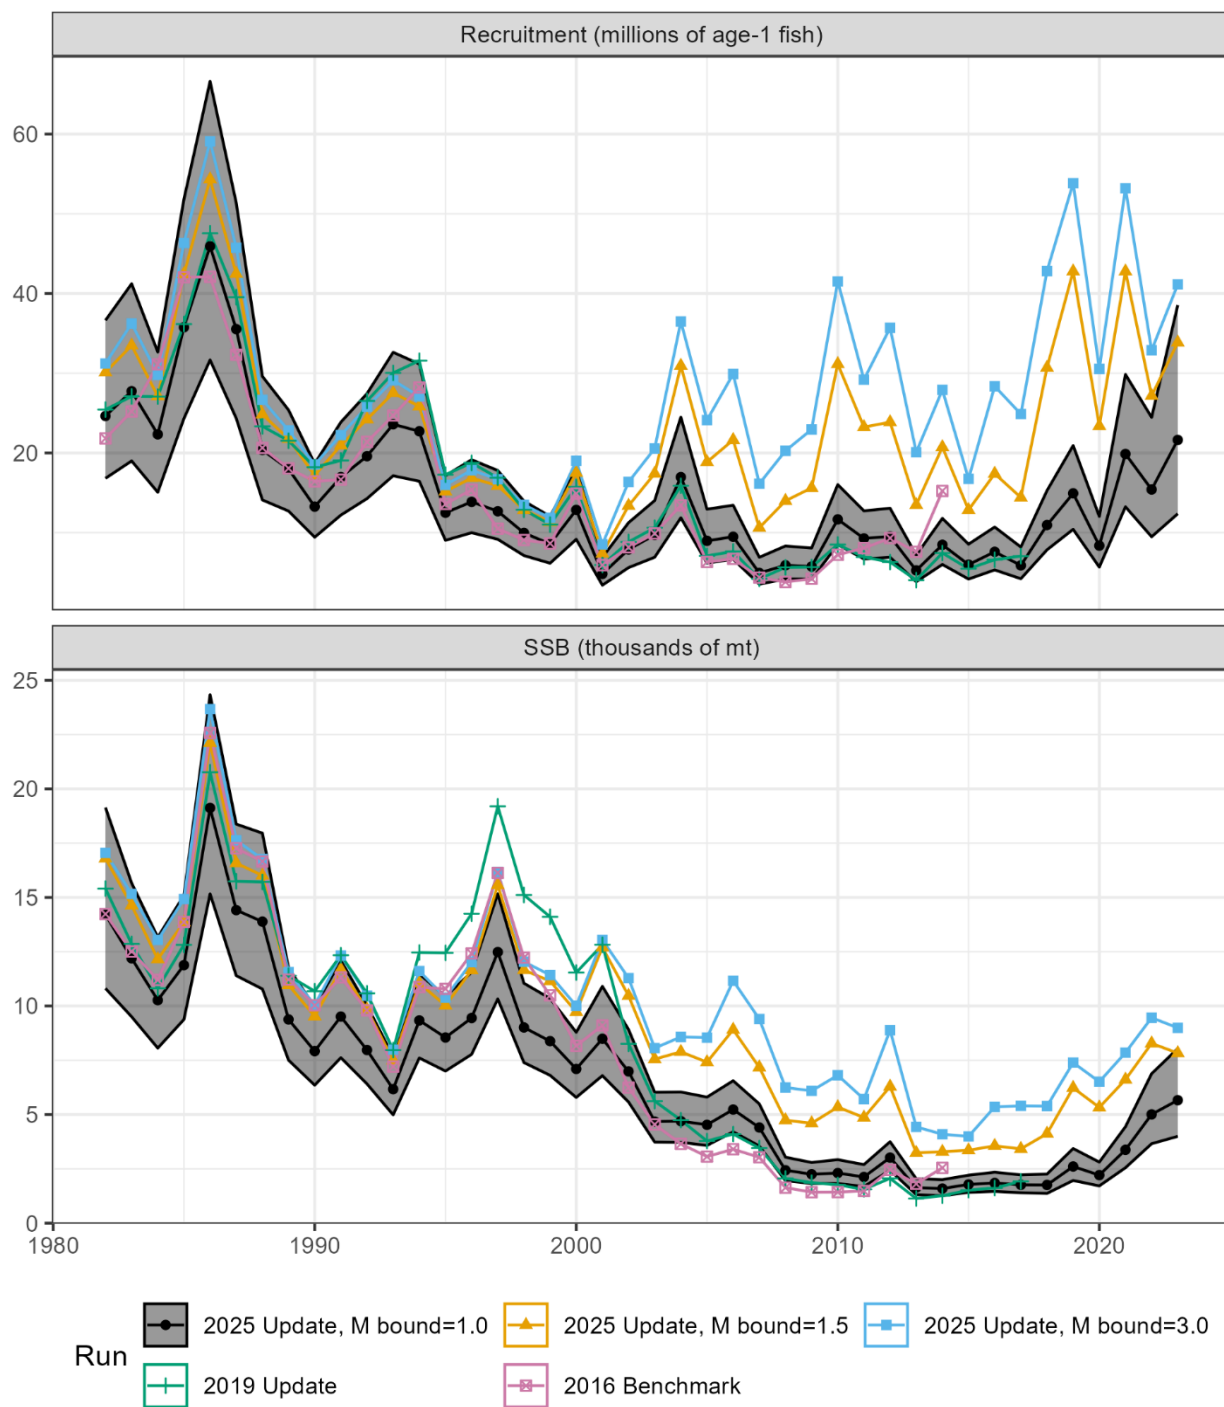 Recruitment (millions of age-1 fish)
60
40
20
SSB (thousands of mt)
25
20
15
10
5
0
1980 1990 2000 2010 2020
Run
2025 Update, M bound=1.0 2025 Update, M bound=1.5 2025 Update, M bound=3.0
2019 Update 2016 Benchmark